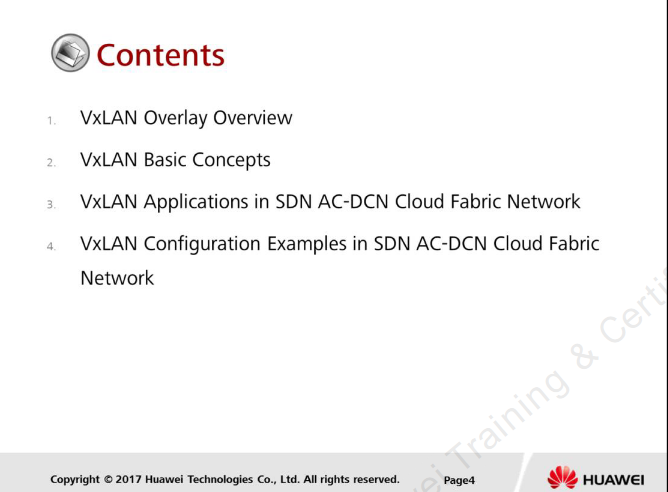 Contents
1. VxLAN Overlay Overview
2. VxLAN Basic Concepts
3. VxLAN Applications in SDN AC-DCN Cloud Fabric Network
4. VxLAN Configuration Examples in SDN AC-DCN Cloud Fabric
Network
Training & Certi
Copyright © 2017 Huawei Technologies Co., Ltd. All rights reserved.
Page4
HUAWEI